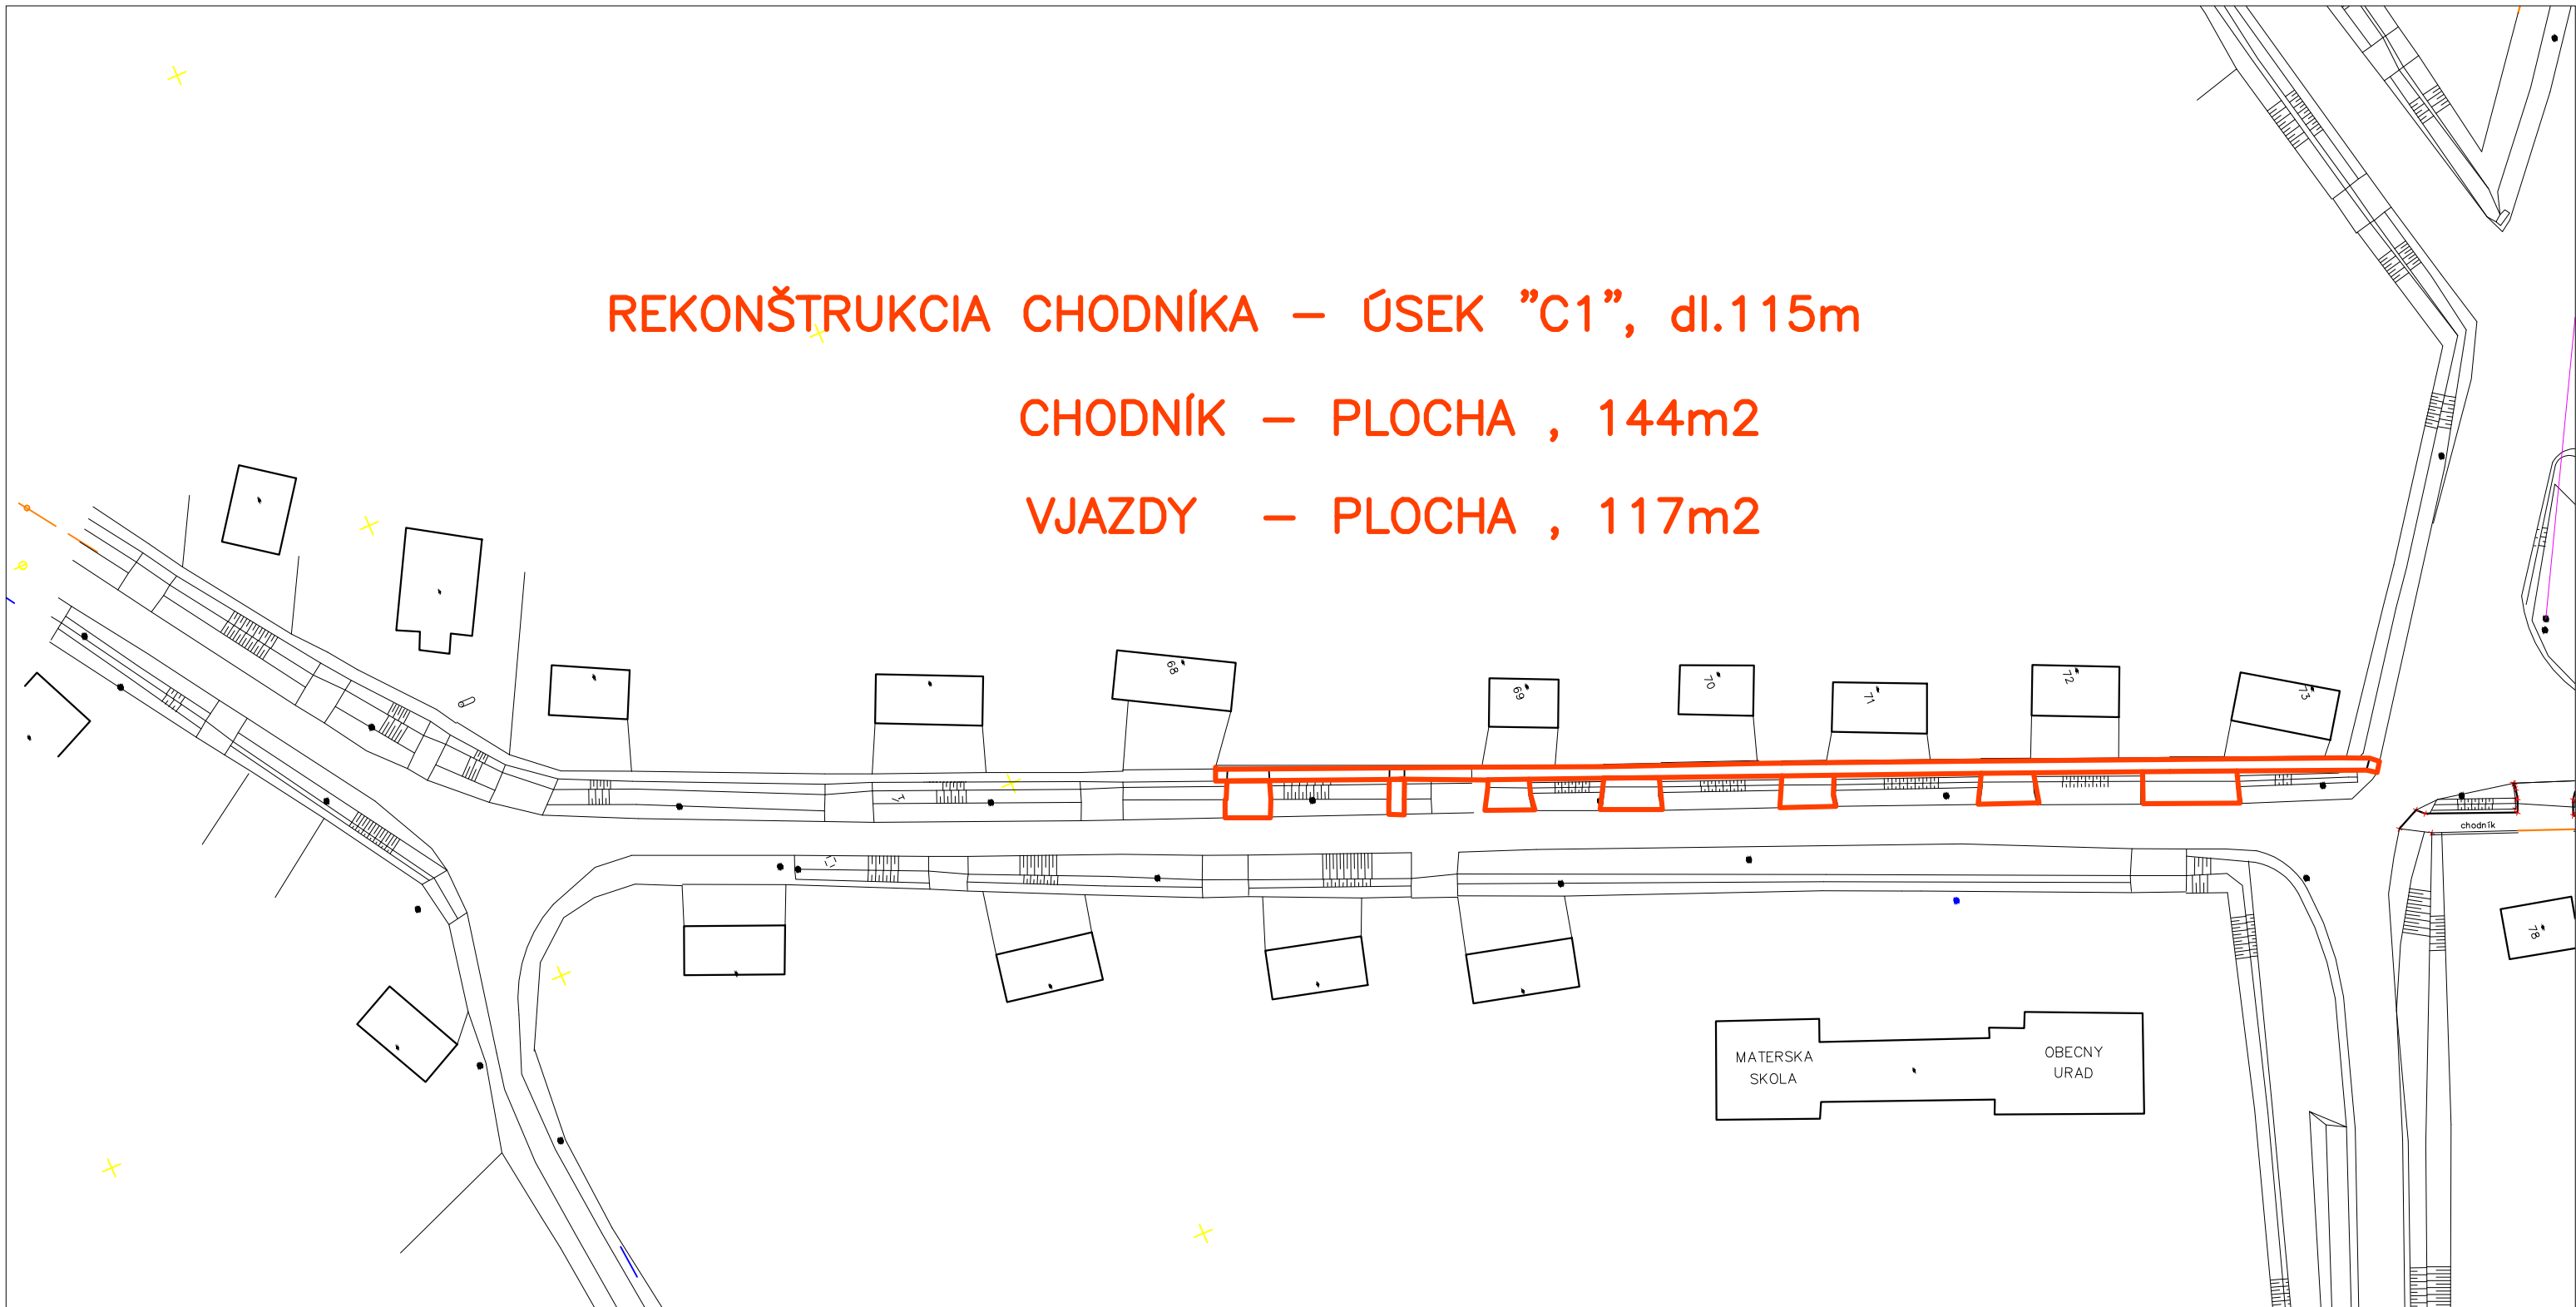 REKONŠTRUKCIA CHODNÍKA – ÚSEK "C1", dl.115m
CHODNÍK – PLOCHA , 144m2
VJAZDY – PLOCHA , 117m2
68
69
70
71
72
73
chodník
78
MATERSKA
SKOLA
OBECNY
URAD